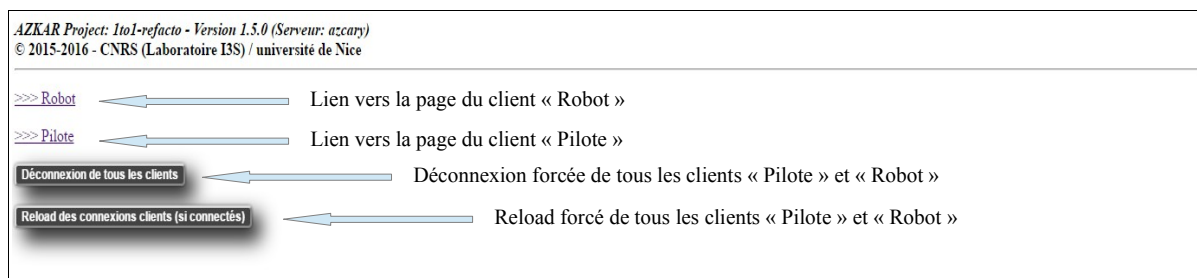 AZKAR Project: 1to1-refacto - Version 1.5.0 (Serveur: azcary)
© 2015-2016 - CNRS (Laboratoire I3S) / université de Nice
>>> Robot Lien vers la page du client « Robot »
>>> Pilote Lien vers la page du client « Pilote »
Déconnexion de tous les clients Déconnexion forcée de tous les clients « Pilote » et « Robot »
Reload des connexions clients (si connectés) Reload forcé de tous les clients « Pilote » et « Robot »